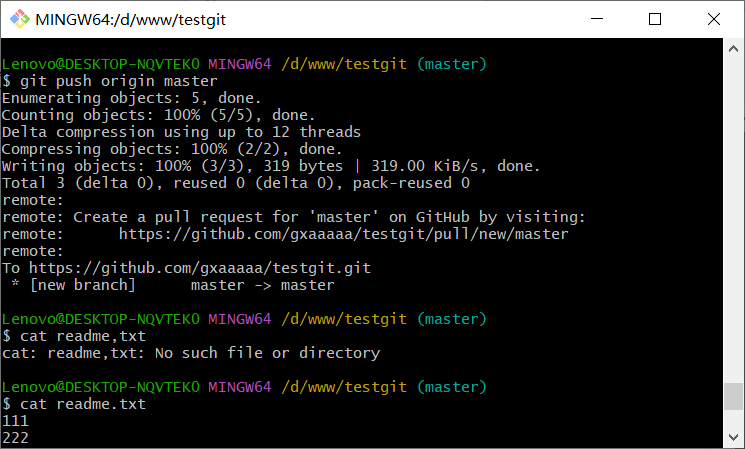 MINGW64:/d/www/testgit
Lenovo@DESKTOP-NQVTEKO MINGW64 /d/www/testgit (master)
$ git push origin master
Enumerating objects: 5, done.
Counting objects: 100% (5/5), done.
Delta compression using up to 12 threads
Compressing objects: 100% (2/2), done.
Writing objects: 100% (3/3), 319 bytes | 319.00 KiB/s, done.
Total 3 (delta 0), reused 0 (delta 0), pack-reused 0
remote:
remote: Create a pull request for 'master' on GitHub by visiting:
remote:      https://github.com/gxaaaaa/testgit/pull/new/master
remote:
To https://github.com/gxaaaaa/testgit.git
 * [new branch]      master -> master
Lenovo@DESKTOP-NQVTEKO MINGW64 /d/www/testgit (master)
$ cat readme,txt
cat: readme,txt: No such file or directory
Lenovo@DESKTOP-NQVTEKO MINGW64 /d/www/testgit (master)
$ cat readme.txt
111
222